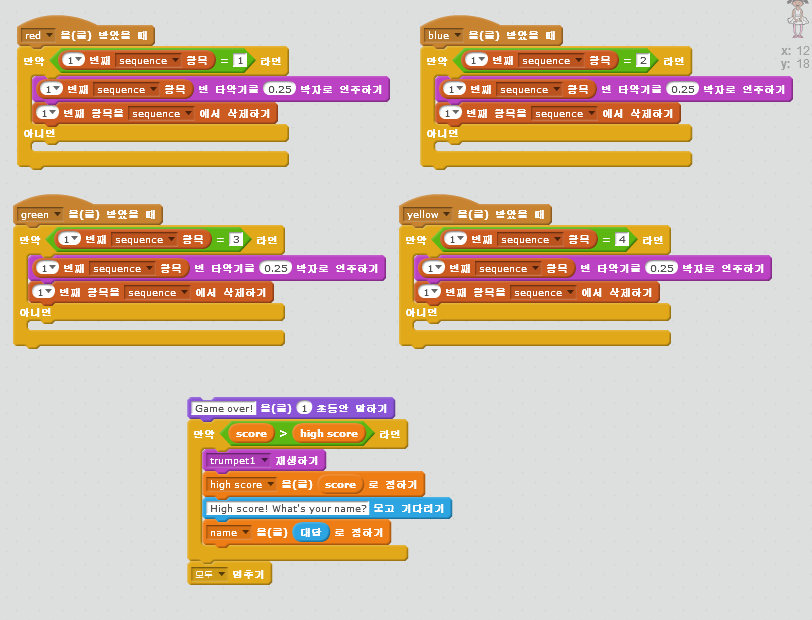 red 을(를) 받았을 때
만약 1 번째 sequence 항목 = 1 라면
1 번째 sequence 항목 번 타악기를 0.25 박자로 연주하기
1 번째 항목을 sequence 에서 삭제하기
아니면
blue 을(를) 받았을 때
만약 1 번째 sequence 항목 = 2 라면
1 번째 sequence 항목 번 타악기를 0.25 박자로 연주하기
1 번째 항목을 sequence 에서 삭제하기
아니면
x: 12
y: 18
green 을(를) 받았을 때
만약 1 번째 sequence 항목 = 3 라면
1 번째 sequence 항목 번 타악기를 0.25 박자로 연주하기
1 번째 항목을 sequence 에서 삭제하기
아니면
yellow 을(를) 받았을 때
만약 1 번째 sequence 항목 = 4 라면
1 번째 sequence 항목 번 타악기를 0.25 박자로 연주하기
1 번째 항목을 sequence 에서 삭제하기
아니면
Game over! 을(를) 1 초동안 말하기
만약 score > high score 라면
trumpet1 재생하기
high score 을(를) score 로 정하기
High score! What's your name? 묻고 기다리기
name 을(를) 대답 로 정하기
모두 멈추기